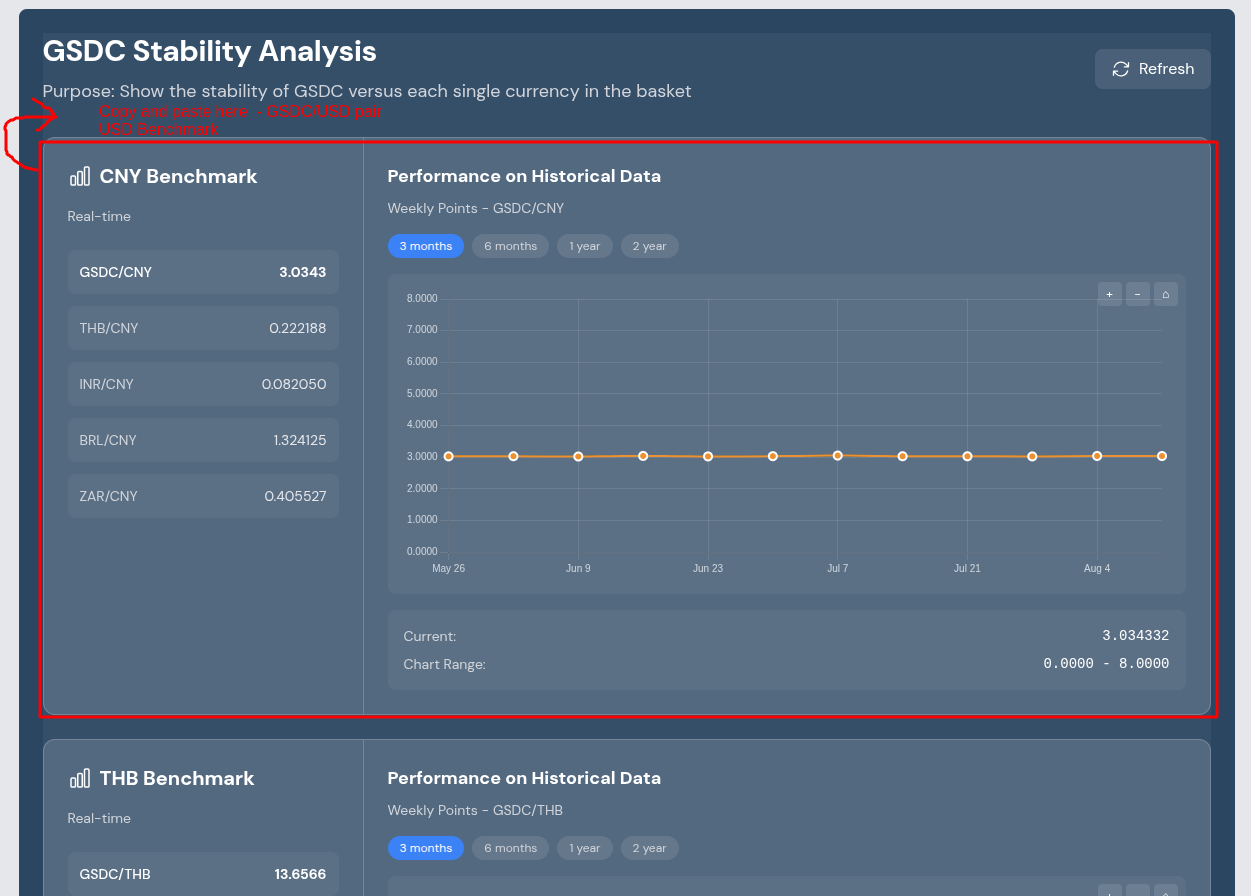 GSDC Stability Analysis
Refresh
Purpose: Show the stability of GSDC versus each single currency in the basket
Copy and paste here - GSDC/USD pair
USD Benchmark
CNY Benchmark
Real-time
GSDC/CNY 3.0343
THB/CNY 0.222188
INR/CNY 0.082050
BRL/CNY 1.324125
ZAR/CNY 0.405527
Performance on Historical Data
Weekly Points - GSDC/CNY
3 months 6 months 1 year 2 year
+ − ⌂
8.0000
7.0000
6.0000
5.0000
4.0000
3.0000
2.0000
1.0000
0.0000
May 26 Jun 9 Jun 23 Jul 7 Jul 21 Aug 4
Current: 3.034332
Chart Range: 0.0000 - 8.0000
THB Benchmark
Real-time
GSDC/THB 13.6566
Performance on Historical Data
Weekly Points - GSDC/THB
3 months 6 months 1 year 2 year